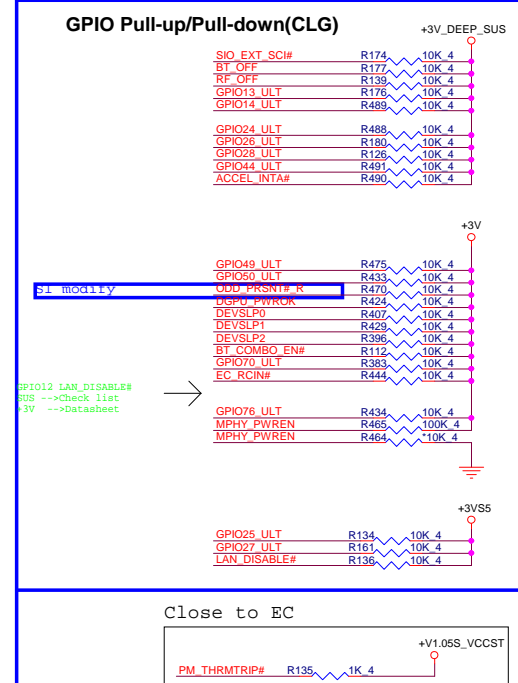 GPIO Pull-up/Pull-down(CLG)
+3V_DEEP_SUS
SIO_EXT_SCI# R174 10K_4
BT_OFF R177 10K_4
RF_OFF R139 10K_4
GPIO13_ULT R176 10K_4
GPIO14_ULT R489 10K_4
GPIO24_ULT R488 10K_4
GPIO26_ULT R180 10K_4
GPIO28_ULT R126 10K_4
GPIO44_ULT R491 10K_4
ACCEL_INTA# R490 10K_4
+3V
GPIO49_ULT R475 10K_4
GPIO50_ULT R433 10K_4
SI modify ODD_PRSNT#_R R470 10K_4
DGPU_PWROK R424 10K_4
DEVSLP0 R407 10K_4
DEVSLP1 R429 10K_4
DEVSLP2 R396 10K_4
BT_COMBO_EN# R112 10K_4
GPIO70_ULT R383 10K_4
EC_RCIN# R444 10K_4
GPIO12 LAN_DISABLE#
SUS -->Check list
+3V -->Datasheet
GPIO76_ULT R434 10K_4
MPHY_PWREN R465 100K_4
MPHY_PWREN R464 *10K_4
+3VS5
GPIO25_ULT R134 10K_4
GPIO27_ULT R161 10K_4
LAN_DISABLE# R136 10K_4
Close to EC
+V1.05S_VCCST
PM_THRMTRIP# R135 1K_4